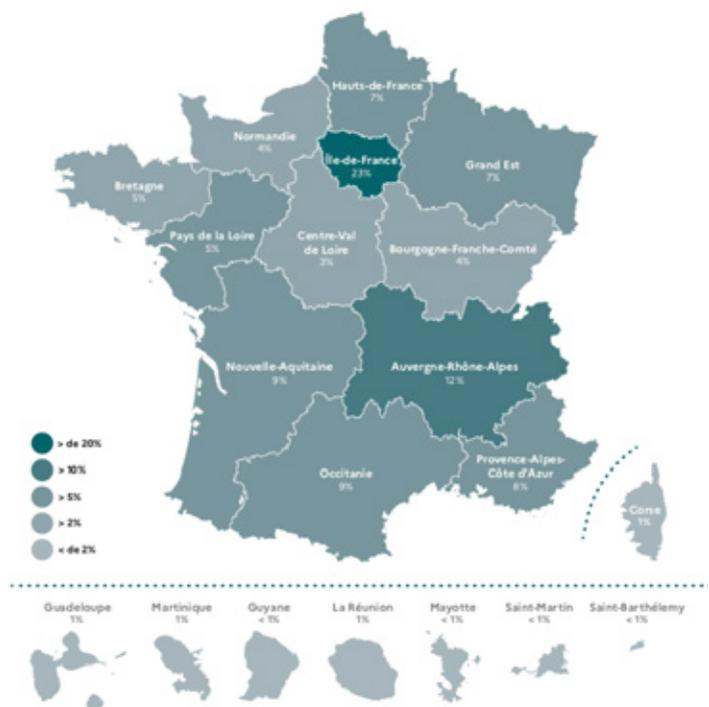 Hauts-de-France
7%
Normandie
4%
Île-de-France
23%
Grand Est
7%
Bretagne
5%
Pays de la Loire
5%
Centre-Val
de Loire
3%
Bourgogne-Franche-Comté
4%
Nouvelle-Aquitaine
9%
Auvergne-Rhône-Alpes
12%
Occitanie
9%
Provence-Alpes-
Côte d'Azur
8%
Corse
1%
> de 20%
> 10%
> 5%
> 2%
< de 2%
Guadeloupe
1%
Martinique
1%
Guyane
< 1%
La Réunion
1%
Mayotte
< 1%
Saint-Martin
< 1%
Saint-Barthélemy
< 1%